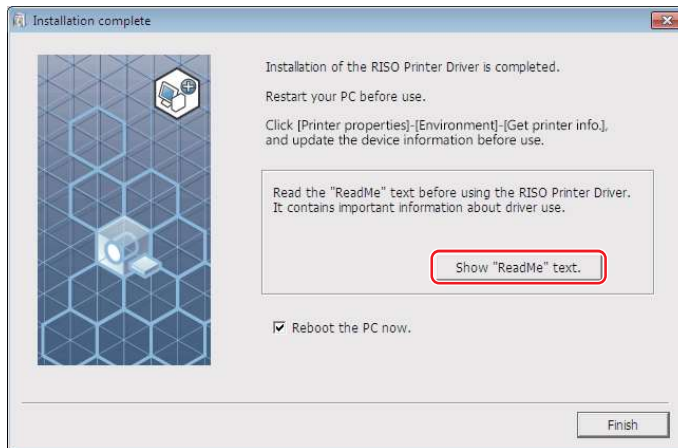 Installation complete
Installation of the RISO Printer Driver is completed.
Restart your PC before use.
Click [Printer properties]-[Environment]-[Get printer info.],
and update the device information before use.
Read the "ReadMe" text before using the RISO Printer Driver.
It contains important information about driver use.
Show "ReadMe" text.
Reboot the PC now.
Finish